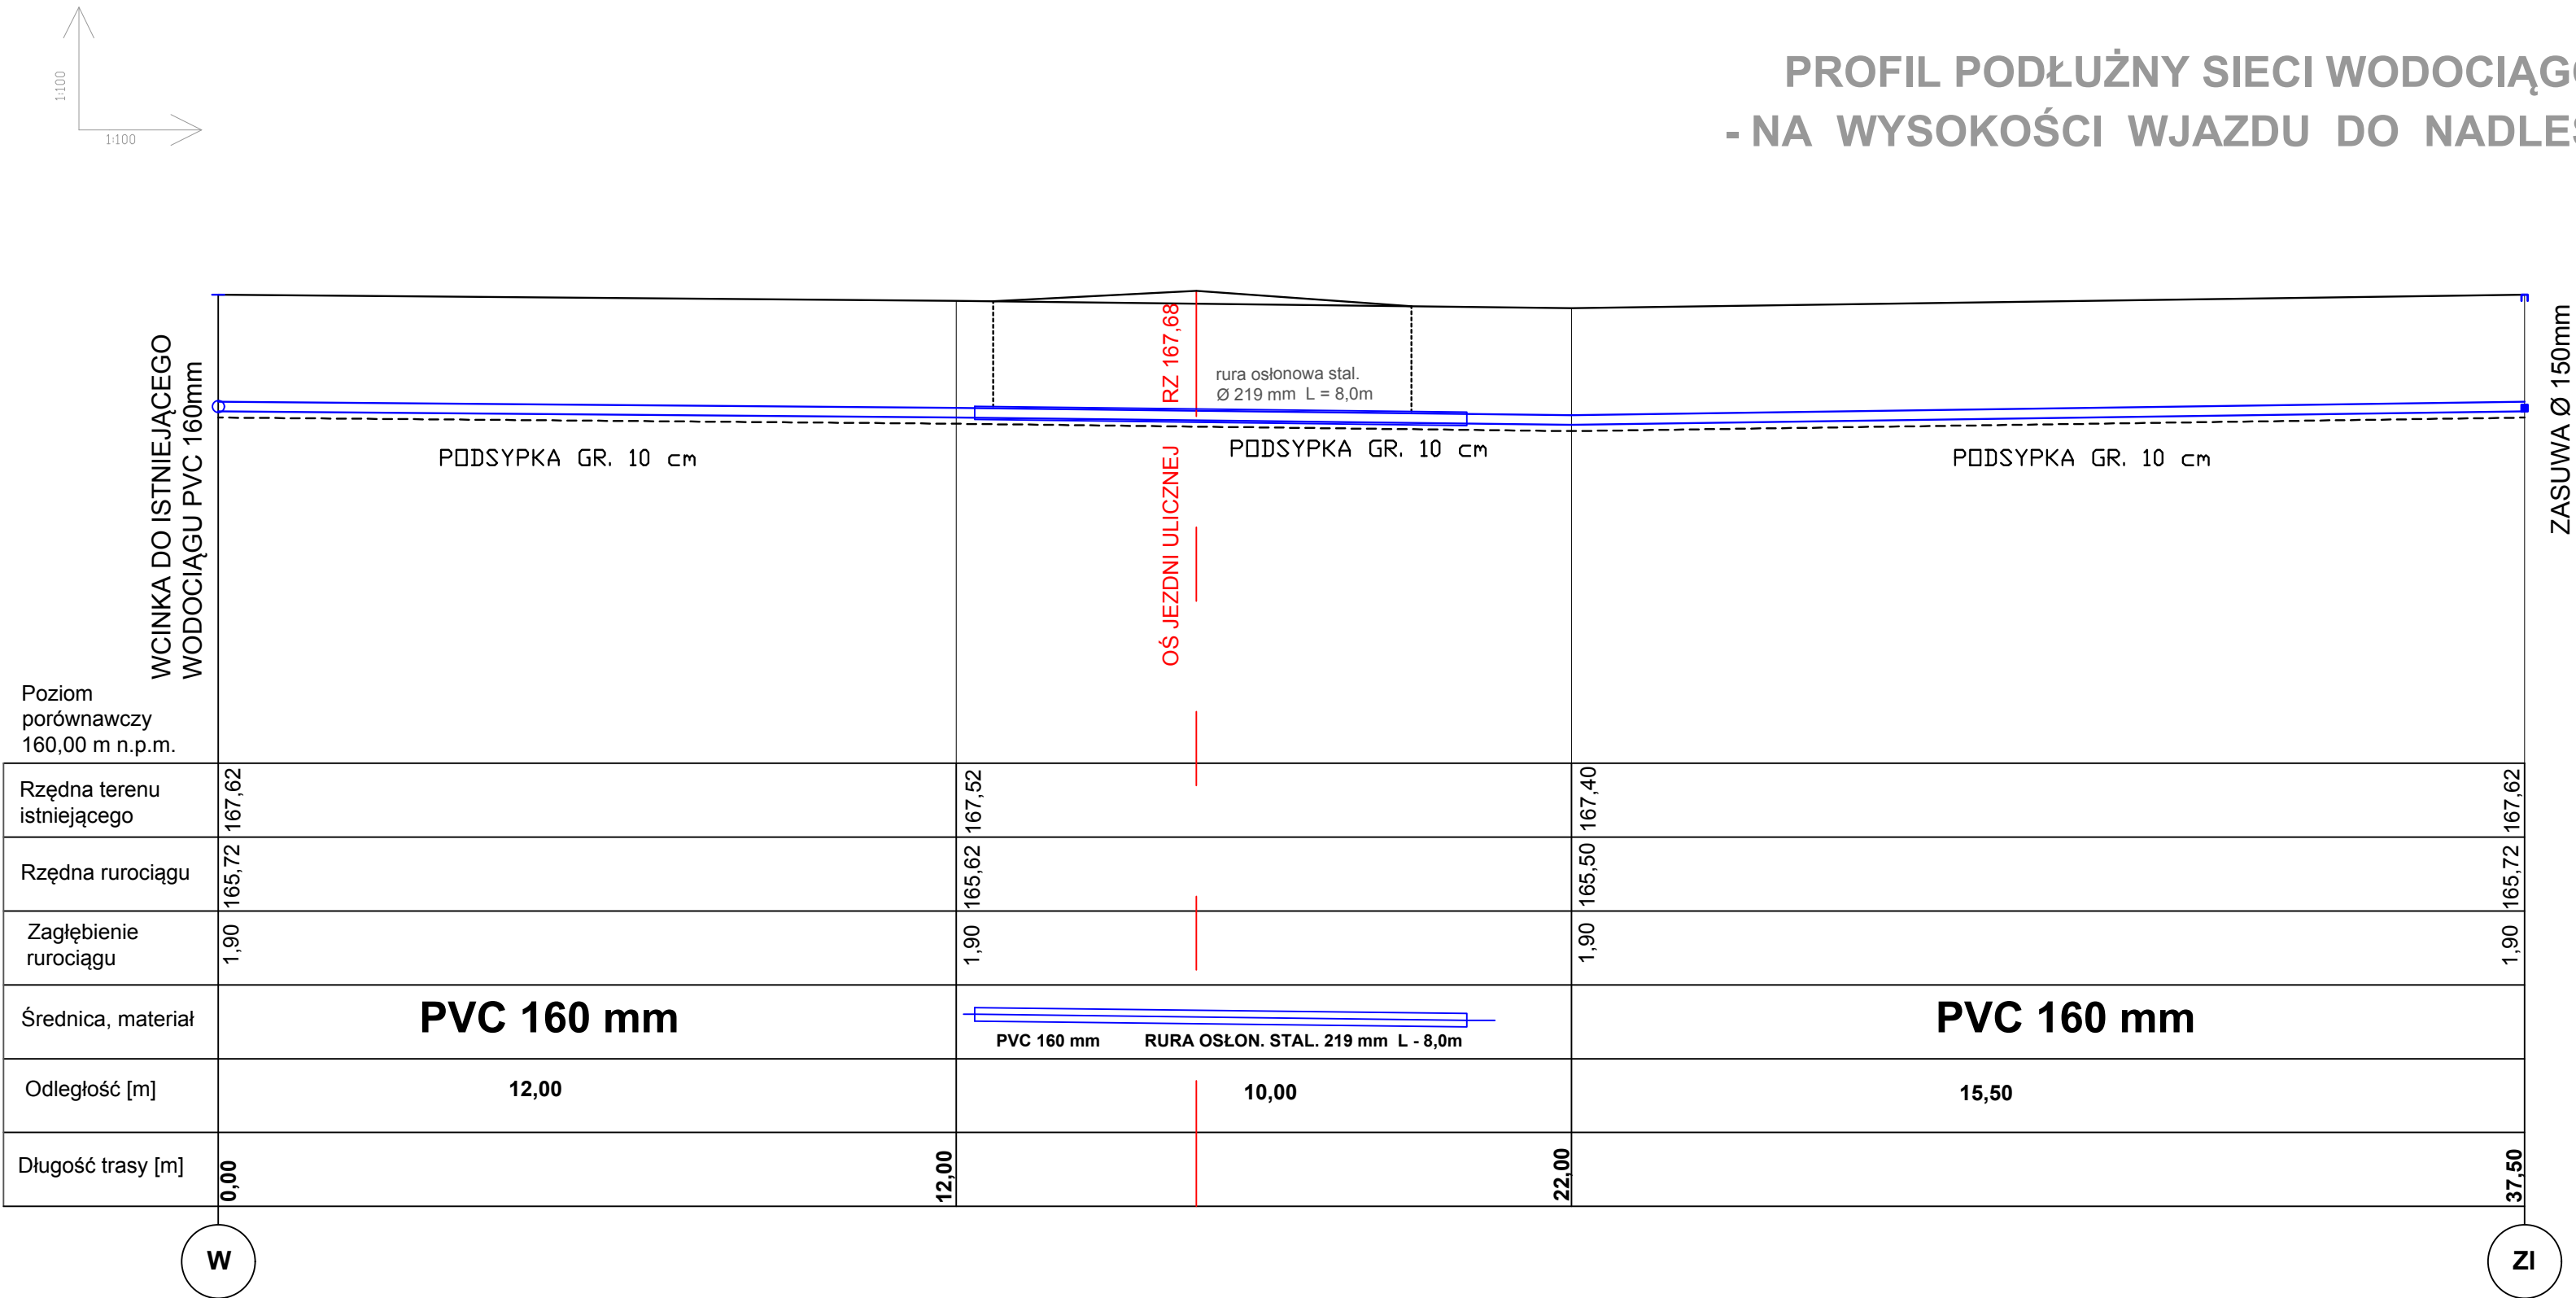 1:100
1:100
PROFIL PODŁUŻNY SIECI WODOCIĄGO
- NA WYSOKOŚCI WJAZDU DO NADLEŚ
WCINKA DO ISTNIEJĄCEGO
WODOCIĄGU PVC 160mm
OŚ JEZDNI ULICZNEJ RZ 167,68
rura osłonowa stal.
Ø 219 mm L = 8,0m
ZASUWA Ø 150mm
PODSYPKA GR. 10 cm
PODSYPKA GR. 10 cm
PODSYPKA GR. 10 cm
Poziom
porównawczy
160,00 m n.p.m.
Rzędna terenu
istniejącego
167,62
167,52
167,40
167,62
Rzędna rurociągu
165,72
165,62
165,50
165,72
Zagłębienie
rurociągu
1,90
1,90
1,90
1,90
Średnica, materiał
PVC 160 mm
PVC 160 mm RURA OSŁON. STAL. 219 mm L - 8,0m
PVC 160 mm
Odległość [m]
12,00
10,00
15,50
Długość trasy [m]
0,00
12,00
22,00
37,50
W
ZI